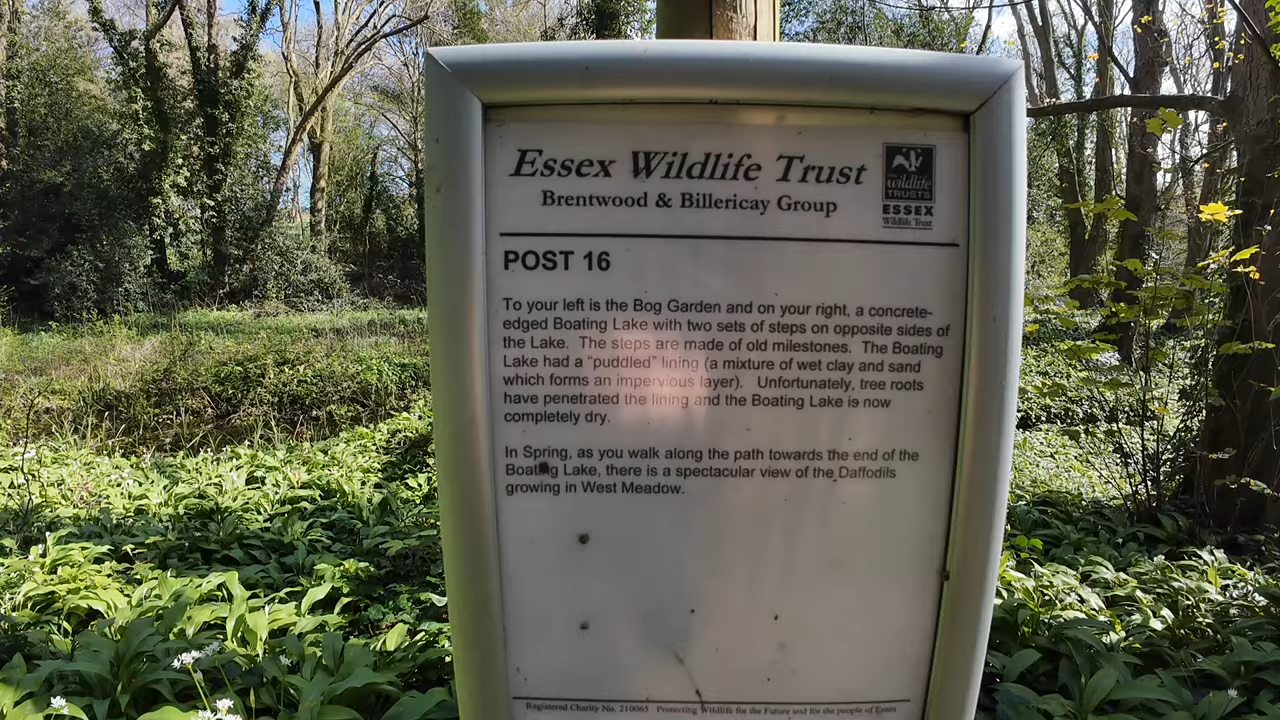 Essex Wildlife Trust
Brentwood & Billericay Group
wildlife
TRUSTS
ESSEX
Wildlife Trust
POST 16
To your left is the Bog Garden and on your right, a concrete-
edged Boating Lake with two sets of steps on opposite sides of
the Lake. The steps are made of old milestones. The Boating
Lake had a "puddled" lining (a mixture of wet clay and sand
which forms an impervious layer). Unfortunately, tree roots
have penetrated the lining and the Boating Lake is now
completely dry.
In Spring, as you walk along the path towards the end of the
Boating Lake, there is a spectacular view of the Daffodils
growing in West Meadow.
Registered Charity No. 210065 Protecting Wildlife for the Future and for the people of Essex